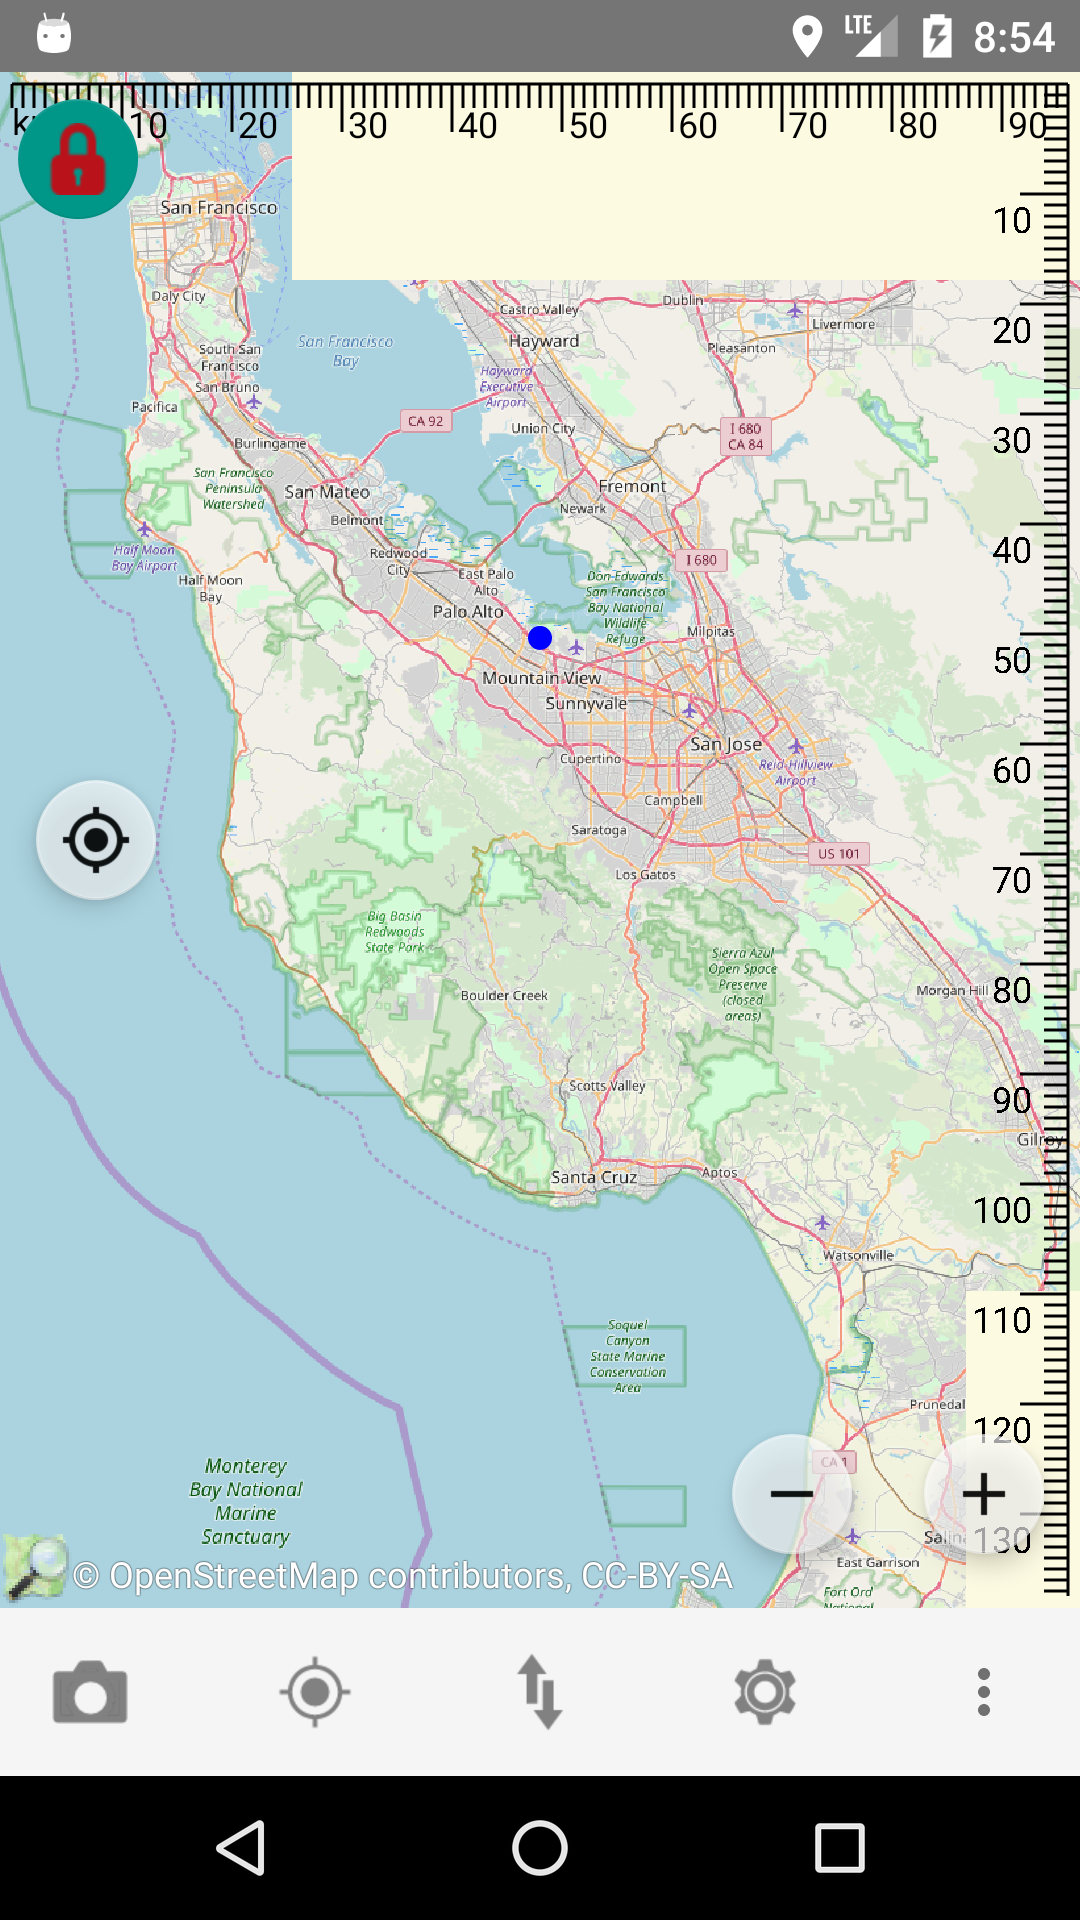 LTE 8:54
10 20 30 40 50 60 70 80 90
San Francisco
10
Daly City
Castro Valley
Dublin
Livermore
20
San Francisco
Bay
Hayward
Pleasanton
South San
Francisco
San Bruno
Hayward
Executive
Airport
Pacifica
CA 92
Union City
I 680
CA 84
30
Burlingame
San Francisco
Peninsula
Watershed
San Mateo
Fremont
Newark
Belmont
40
Half Moon
Bay Airport
Redwood
City
I 680
Half Moon
Bay
East Palo
Alto
Don Edwards
San Francisco
Bay National
Wildlife
Refuge
Palo Alto
Milpitas
50
Mountain View
Sunnyvale
San Jose
Cupertino
Reid-Hillview
Airport
60
Campbell
Saratoga
US 101
Los Gatos
70
Big Basin
Redwoods
State Park
Sierra Azul
Open Space
Preserve
(closed
areas)
Boulder Creek
Morgan Hill
80
Scotts Valley
90
Gilroy
Santa Cruz
Aptos
100
Watsonville
110
Soquel
Canyon
State Marine
Conservation
Area
Prunedal
120
CA 1
Monterey
Bay National
Marine
Sanctuary
Salin
130
East Garrison
Fort Ord
National
© OpenStreetMap contributors, CC-BY-SA